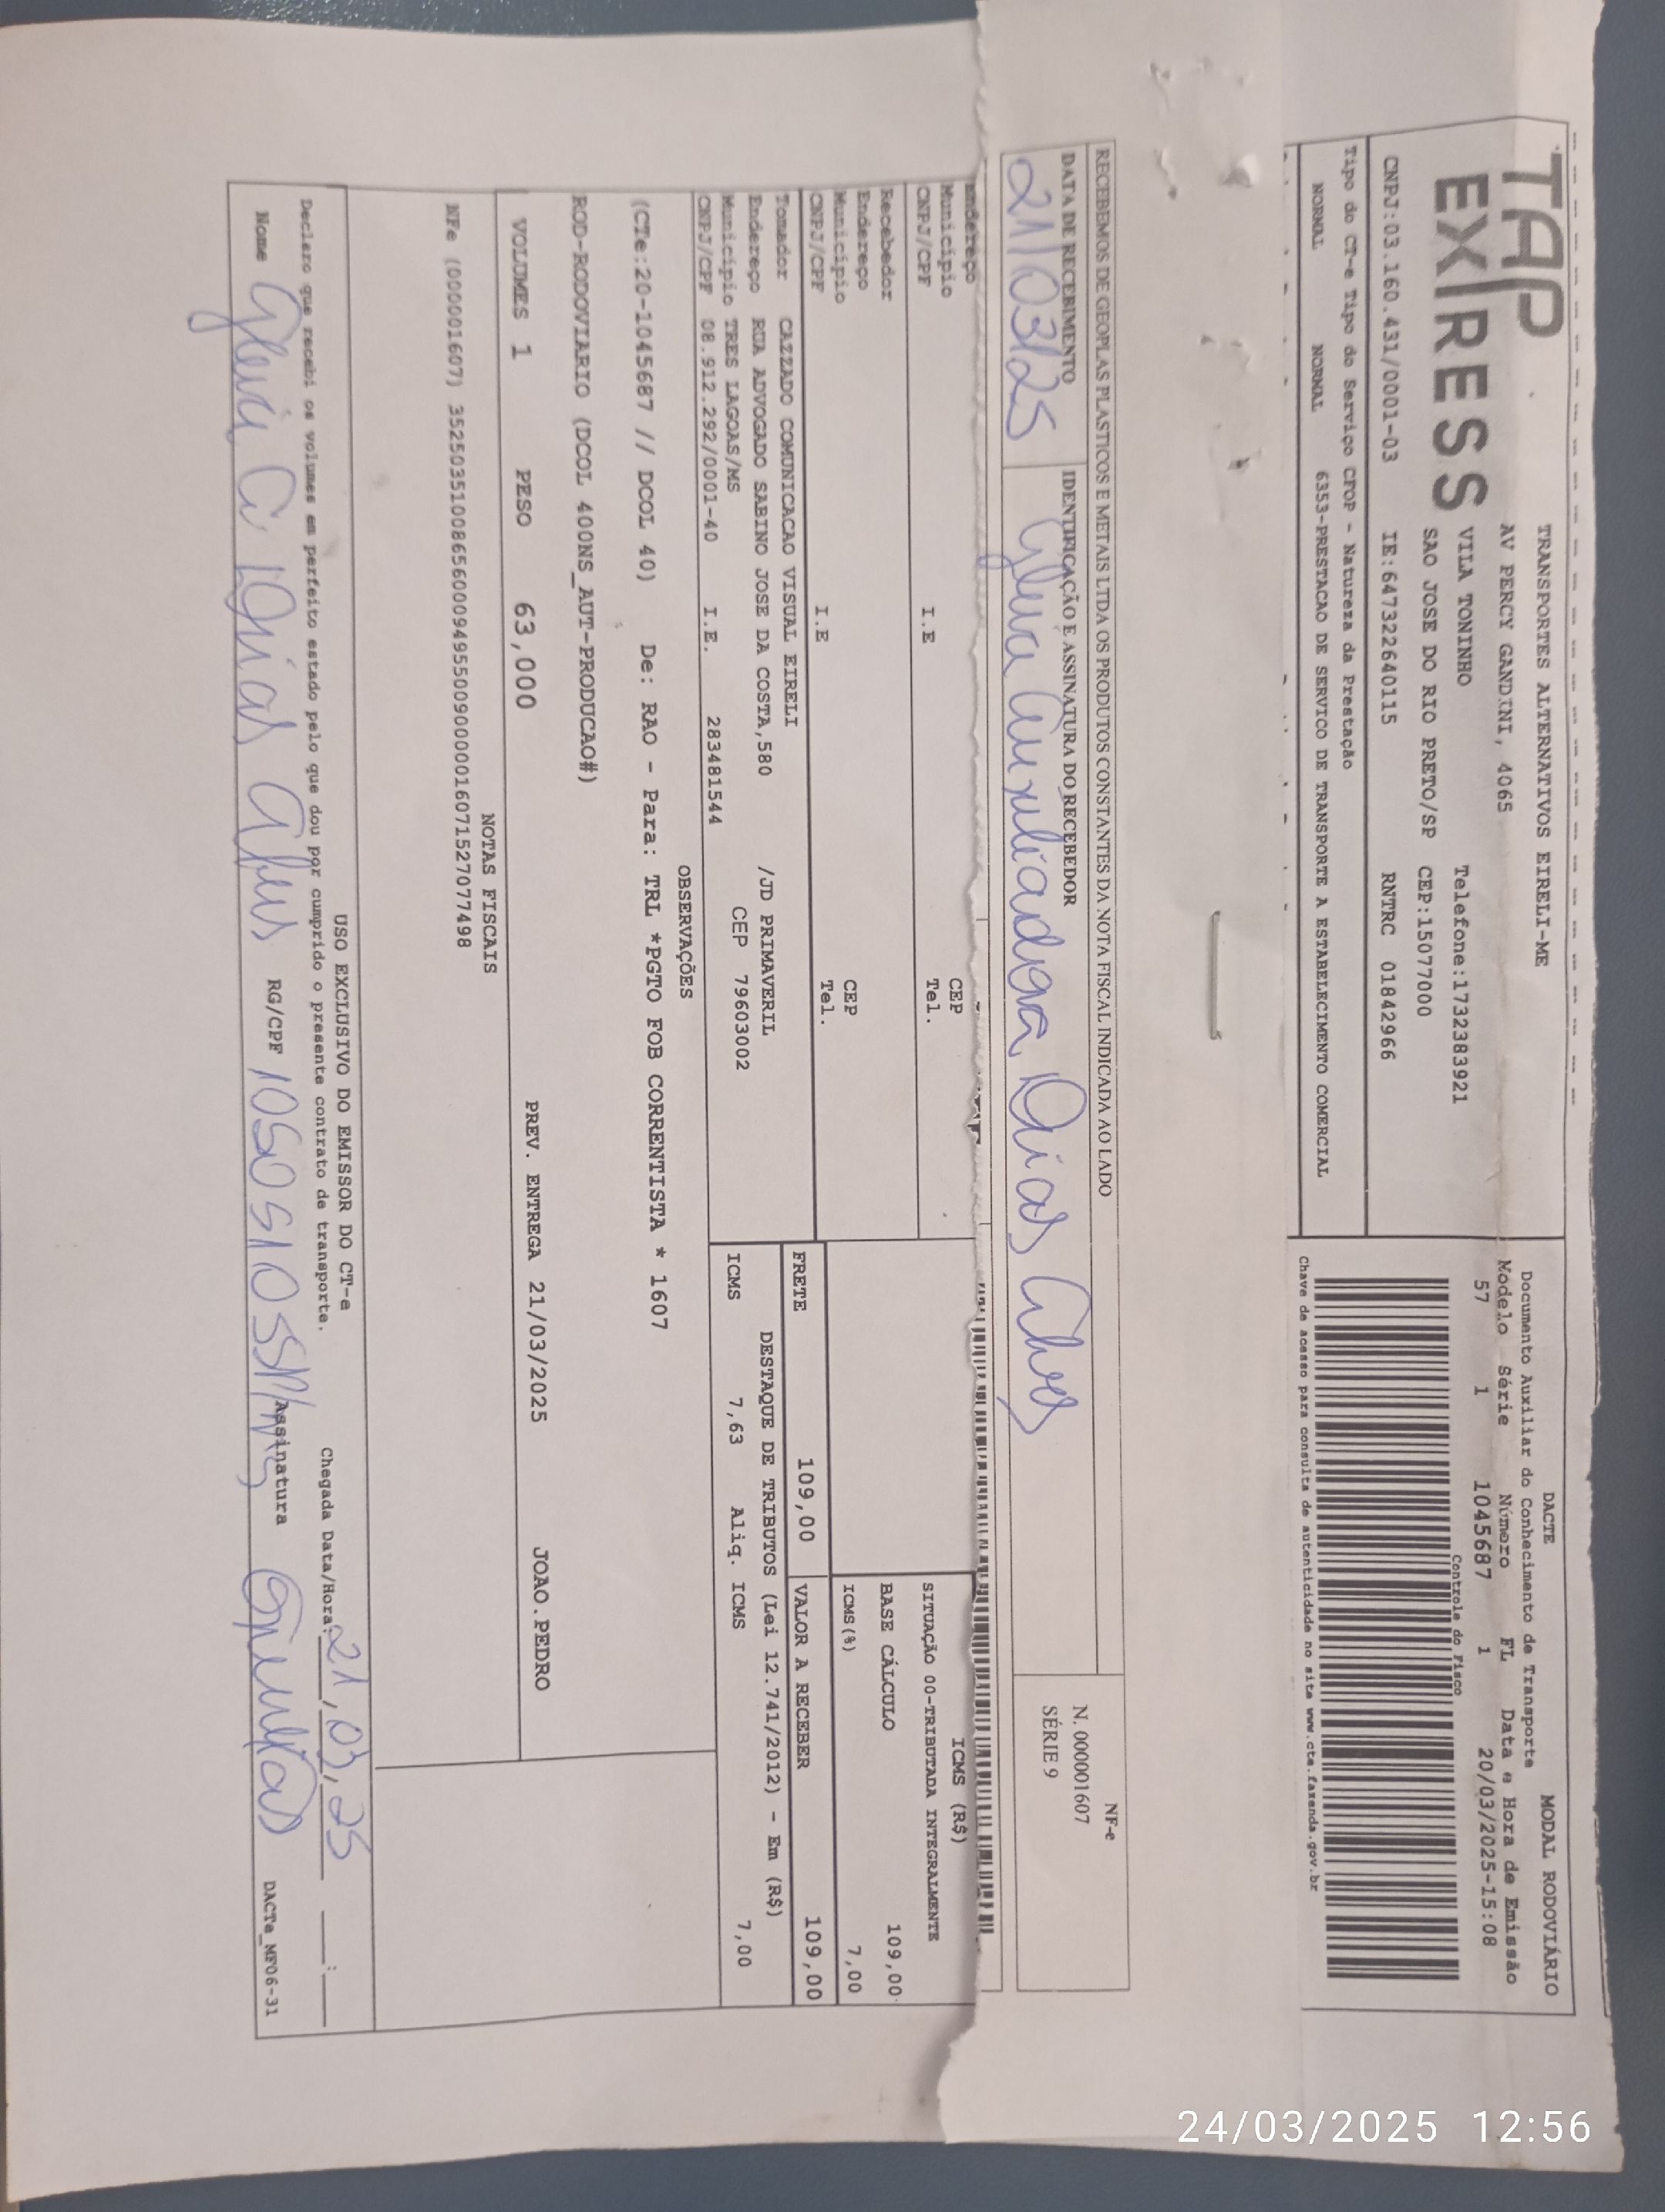 TAP EXPRESS
TRANSPORTES ALTERNATIVOS EIRELI-ME
AV PERCY GANDINI, 4065
VILA TONINHO Telefone:1732383921
SAO JOSE DO RIO PRETO/SP CEP:15077000
CNPJ:03.160.431/0001-03 IE:647322640115 RNTRC 01842966
Tipo do CT-e Tipo do Serviço CFOP - Natureza da Prestação
NORMAL NORMAL 6353-PRESTACAO DE SERVICO DE TRANSPORTE A ESTABELECIMENTO COMERCIAL
DACTE MODAL RODOVIÁRIO
Documento Auxiliar do Conhecimento de Transporte
Modelo Série Número FL Data e Hora de Emissão
57 1 1045687 1 20/03/2025-15:08
Controle do Fisco
Chave de acesso para consulta de autenticidade no site www.cte.fazenda.gov.br
RECEBEMOS DE GEOPLAS PLASTICOS E METAIS LTDA OS PRODUTOS CONSTANTES DA NOTA FISCAL INDICADA AO LADO
NF-e
N. 000001607
SÉRIE 9
DATA DE RECEBIMENTO IDENTIFICAÇÃO E ASSINATURA DO RECEBEDOR
21/03/25 Dias Alves
Endereço
Município CEP
CNPJ/CPF I.E Tel.
Recebedor
Endereço
Município CEP
CNPJ/CPF I.E Tel.
ICMS (R$)
SITUAÇÃO 00-TRIBUTADA INTEGRALMENTE
BASE CÁLCULO 109,00
ICMS(%) 7,00
FRETE 109,00 VALOR A RECEBER 109,00
Tomador CAZZADO COMUNICACAO VISUAL EIRELI
Endereço RUA ADVOGADO SABINO JOSE DA COSTA,580 /JD PRIMAVERIL
Município TRES LAGOAS/MS CEP 79603002
CNPJ/CPF 08.912.292/0001-40 I.E. 283481544
DESTAQUE DE TRIBUTOS (Lei 12.741/2012) - Em (R$)
ICMS 7,63 Aliq. ICMS 7,00
OBSERVAÇÕES
(CTe:20-1045687 // DCOL 40) De: RAO - Para: TRL *PGTO FOB CORRENTISTA * 1607
ROD-RODOVIARIO (DCOL 400NS_AUT-PRODUCAO#)
VOLUMES 1 PESO 63,000 PREV. ENTREGA 21/03/2025 JOAO.PEDRO
NOTAS FISCAIS
NFe (000001607) 35250351008656000949550090000016071527077498
USO EXCLUSIVO DO EMISSOR DO CT-e
Declaro que recebi os volumes em perfeito estado pelo que dou por cumprido o presente contrato de transporte. Chegada Data/Hora: 21,03,25 :
Nome Dias Alves RG/CPF Assinatura DACTe_MF06-31
24/03/2025 12:56